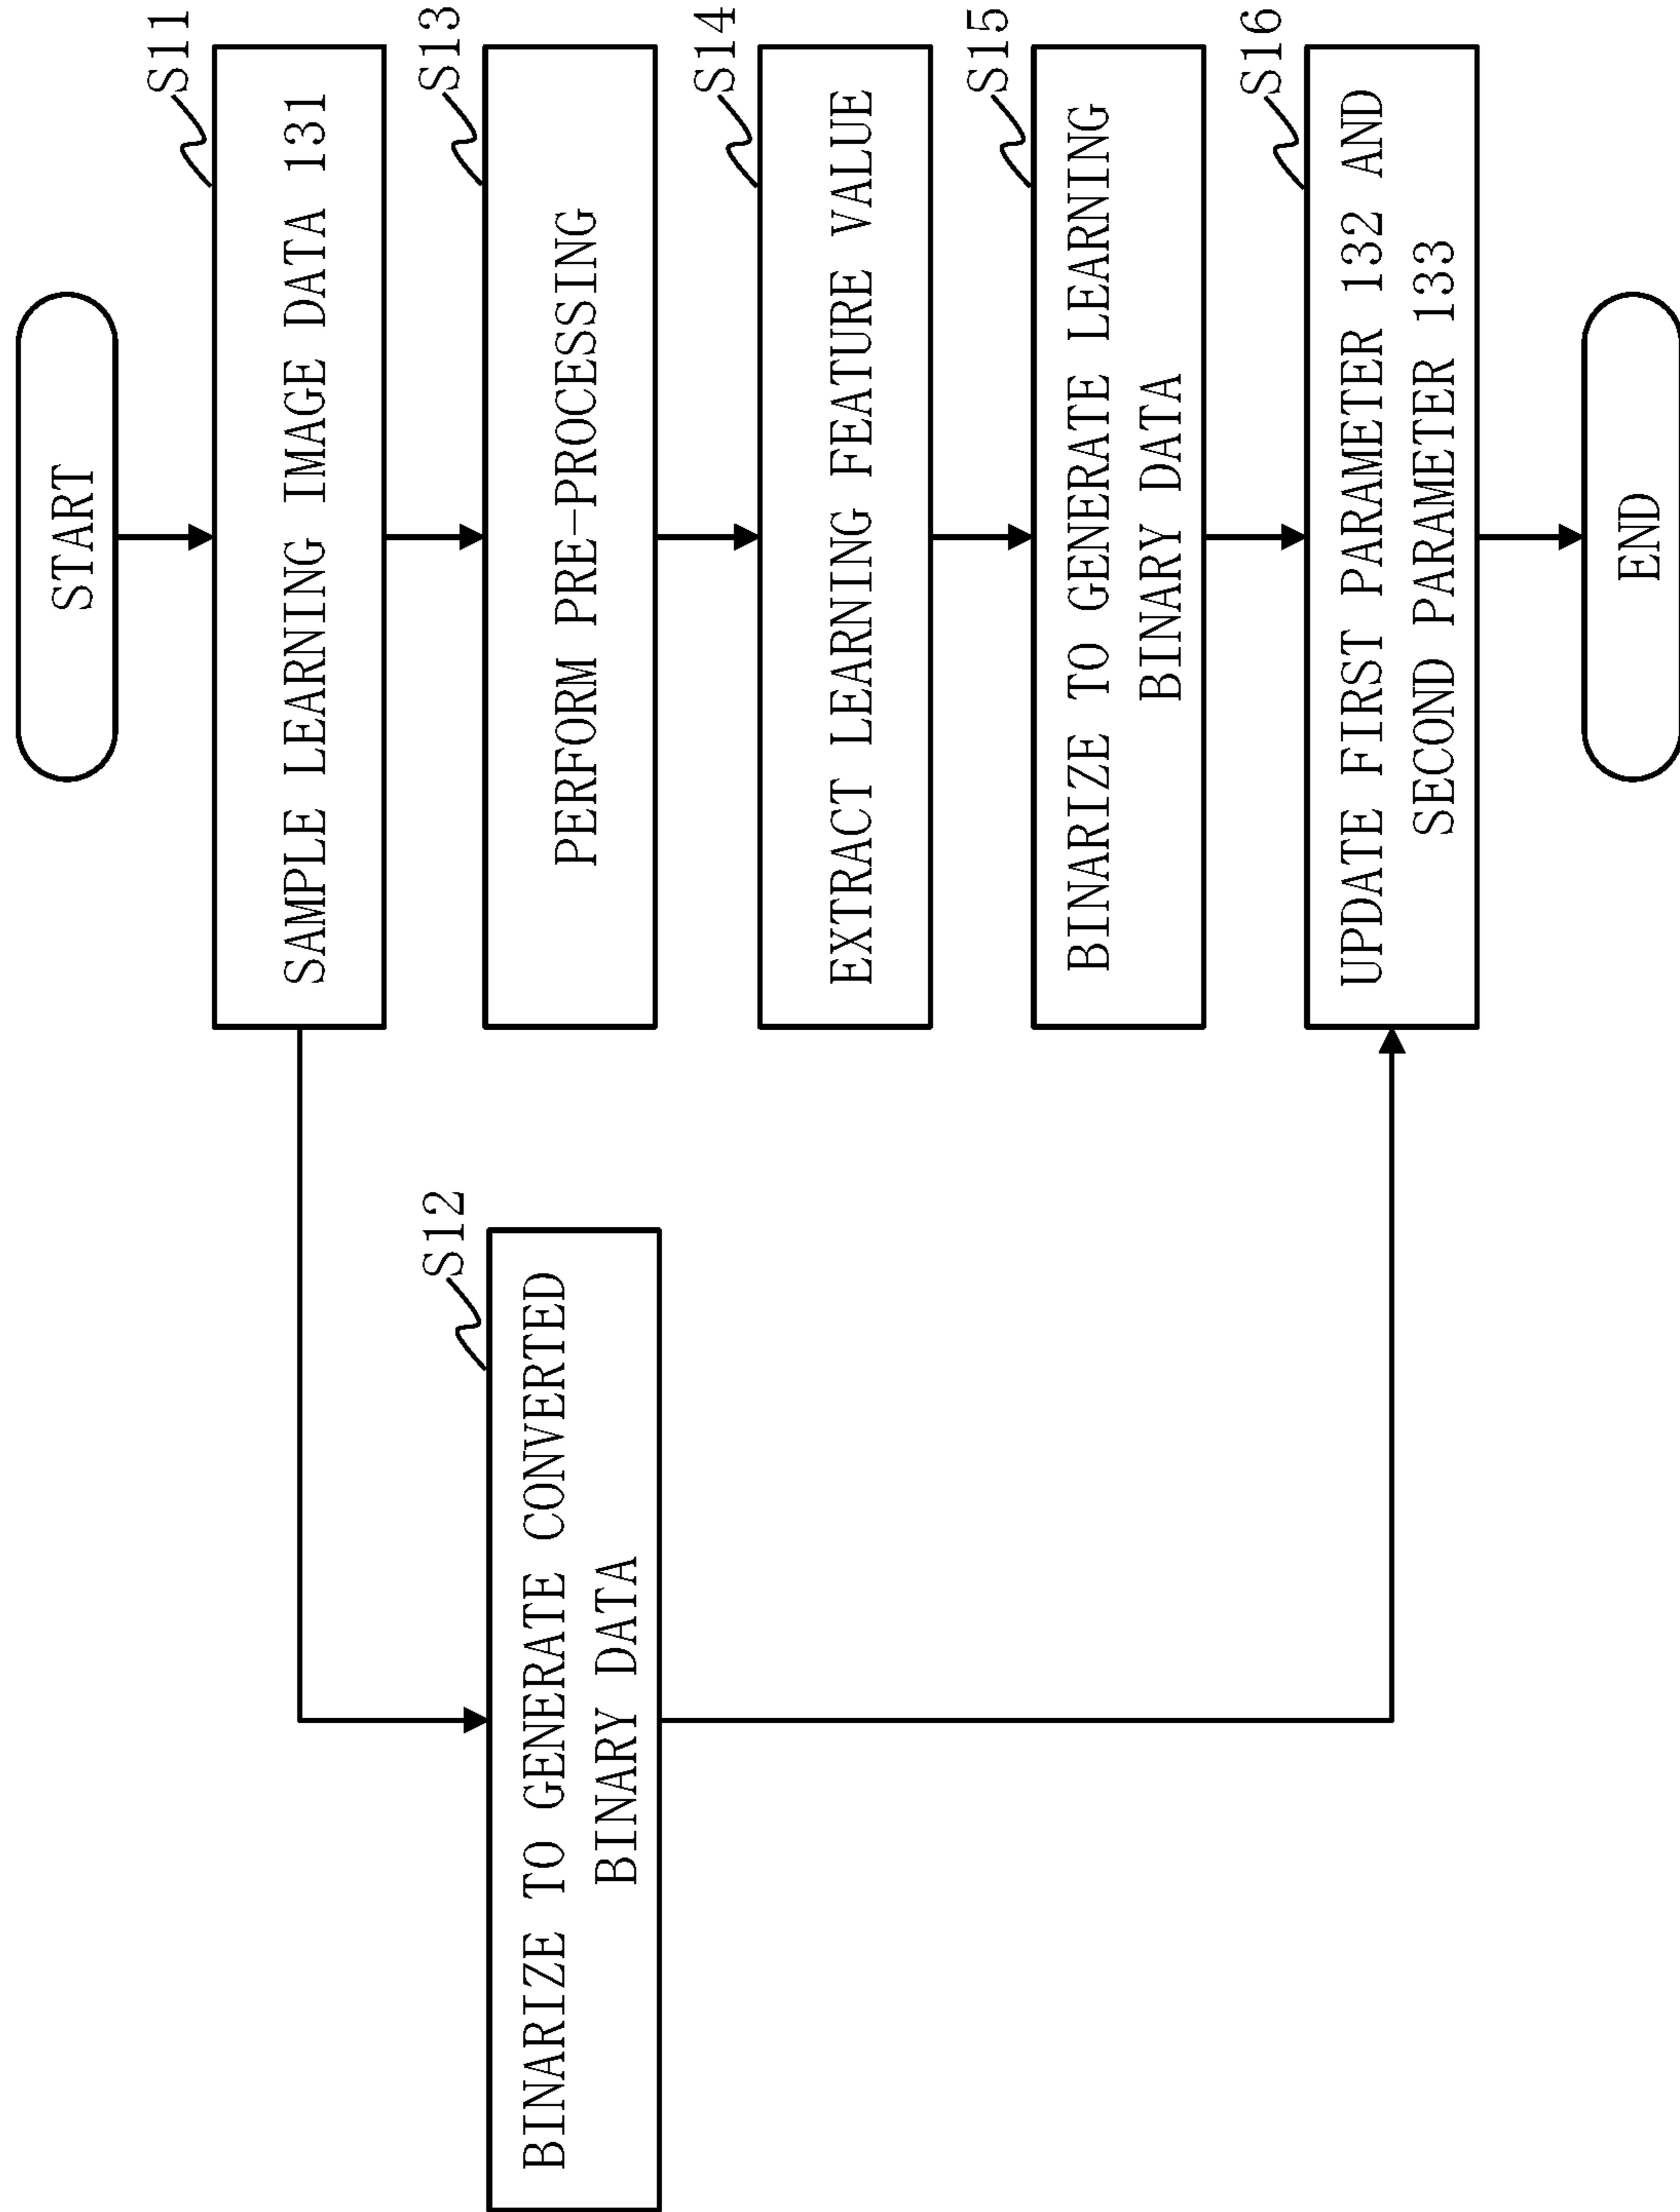 START
S11
SAMPLE LEARNING IMAGE DATA 131
S12
BINARIZE TO GENERATE CONVERTED
BINARY DATA
S13
PERFORM PRE-PROCESSING
S14
EXTRACT LEARNING FEATURE VALUE
S15
BINARIZE TO GENERATE LEARNING
BINARY DATA
S16
UPDATE FIRST PARAMETER 132 AND
SECOND PARAMETER 133
END